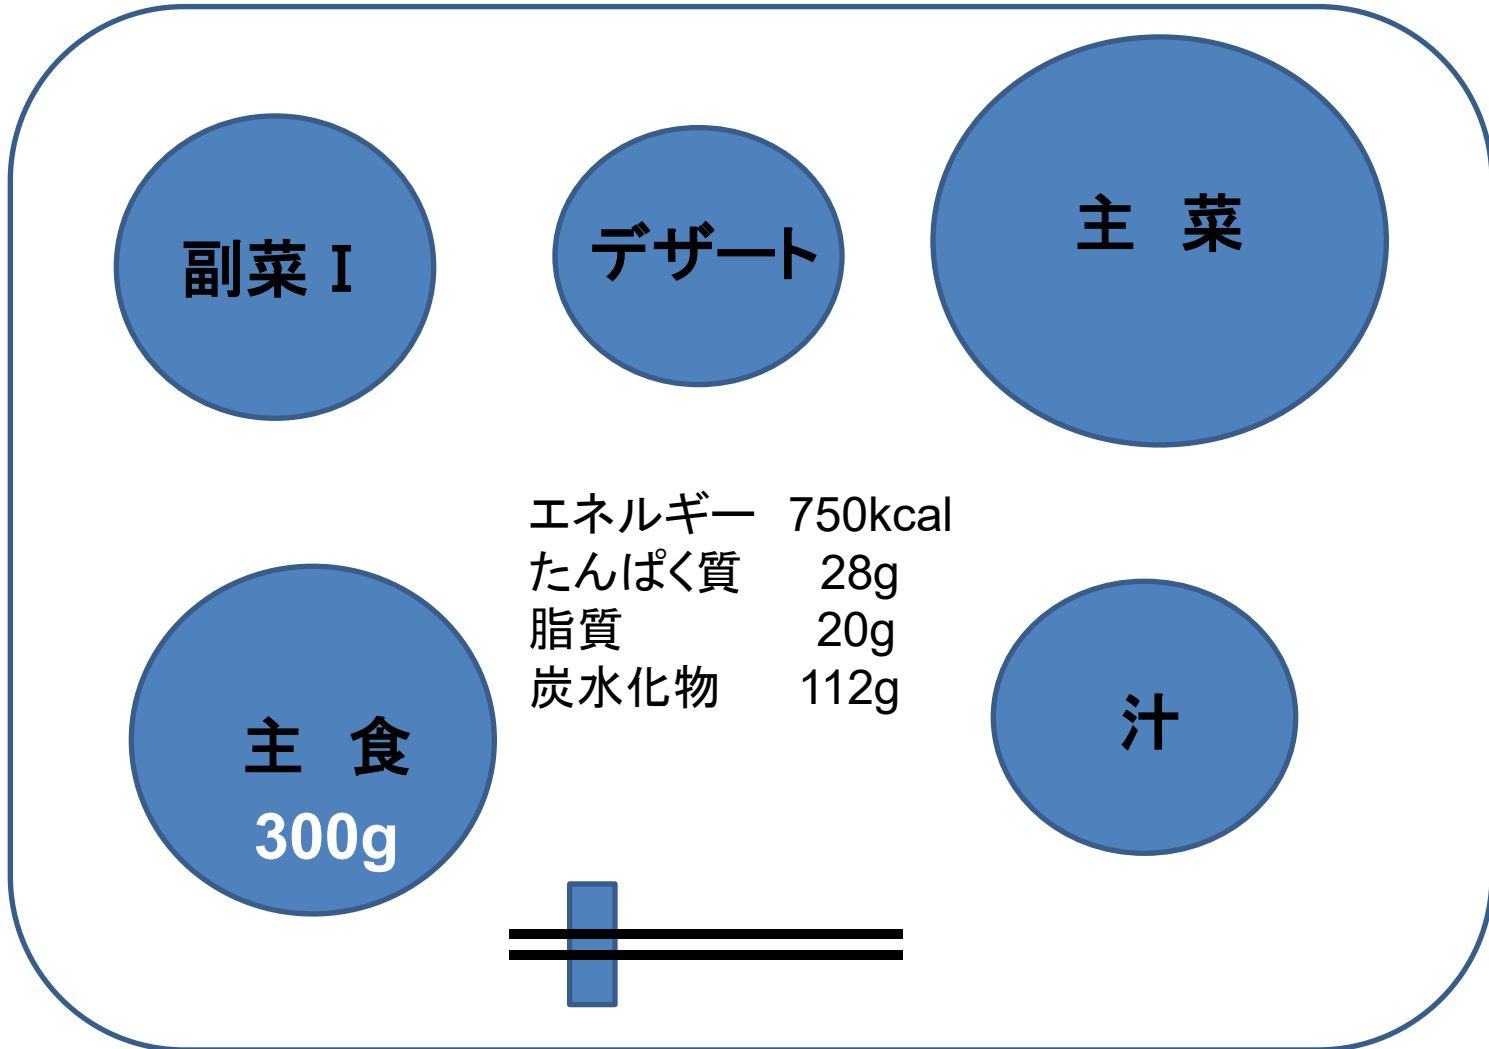 副菜Ⅰ
デザート
主　菜
エネルギー　750kcal
たんぱく質　28g
脂質　20g
炭水化物　112g
主　食
300g
汁